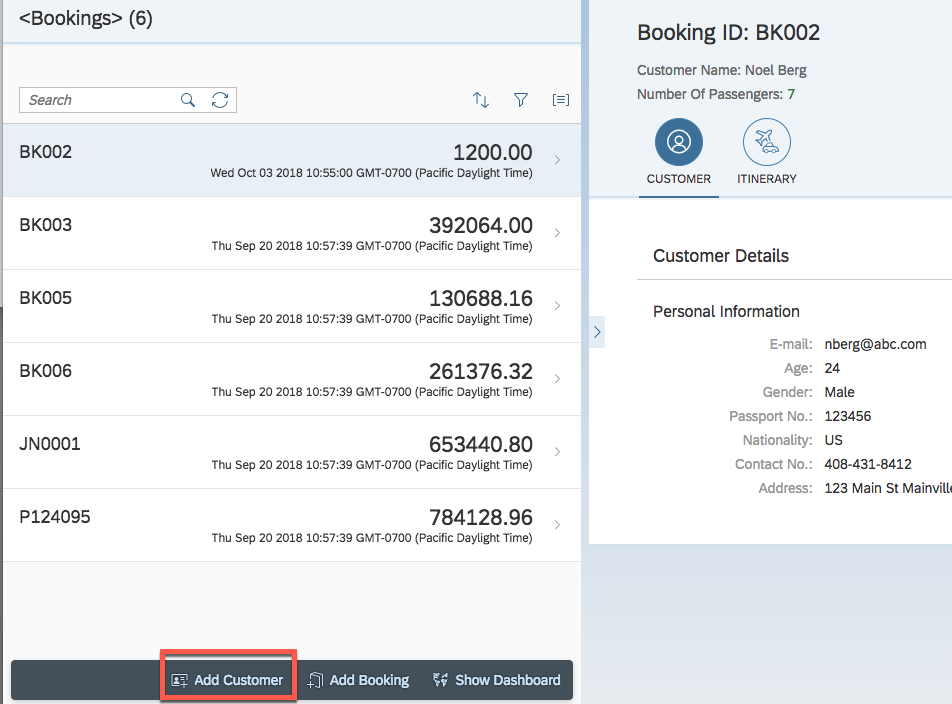 <Bookings> (6)
Search
BK002
1200.00
Wed Oct 03 2018 10:55:00 GMT-0700 (Pacific Daylight Time)
BK003
392064.00
Thu Sep 20 2018 10:57:39 GMT-0700 (Pacific Daylight Time)
BK005
130688.16
Thu Sep 20 2018 10:57:39 GMT-0700 (Pacific Daylight Time)
BK006
261376.32
Thu Sep 20 2018 10:57:39 GMT-0700 (Pacific Daylight Time)
JN0001
653440.80
Thu Sep 20 2018 10:57:39 GMT-0700 (Pacific Daylight Time)
P124095
784128.96
Thu Sep 20 2018 10:57:39 GMT-0700 (Pacific Daylight Time)
Add Customer Add Booking Show Dashboard
Booking ID: BK002
Customer Name: Noel Berg
Number Of Passengers: 7
CUSTOMER ITINERARY
Customer Details
Personal Information
E-mail: nberg@abc.com
Age: 24
Gender: Male
Passport No.: 123456
Nationality: US
Contact No.: 408-431-8412
Address: 123 Main St